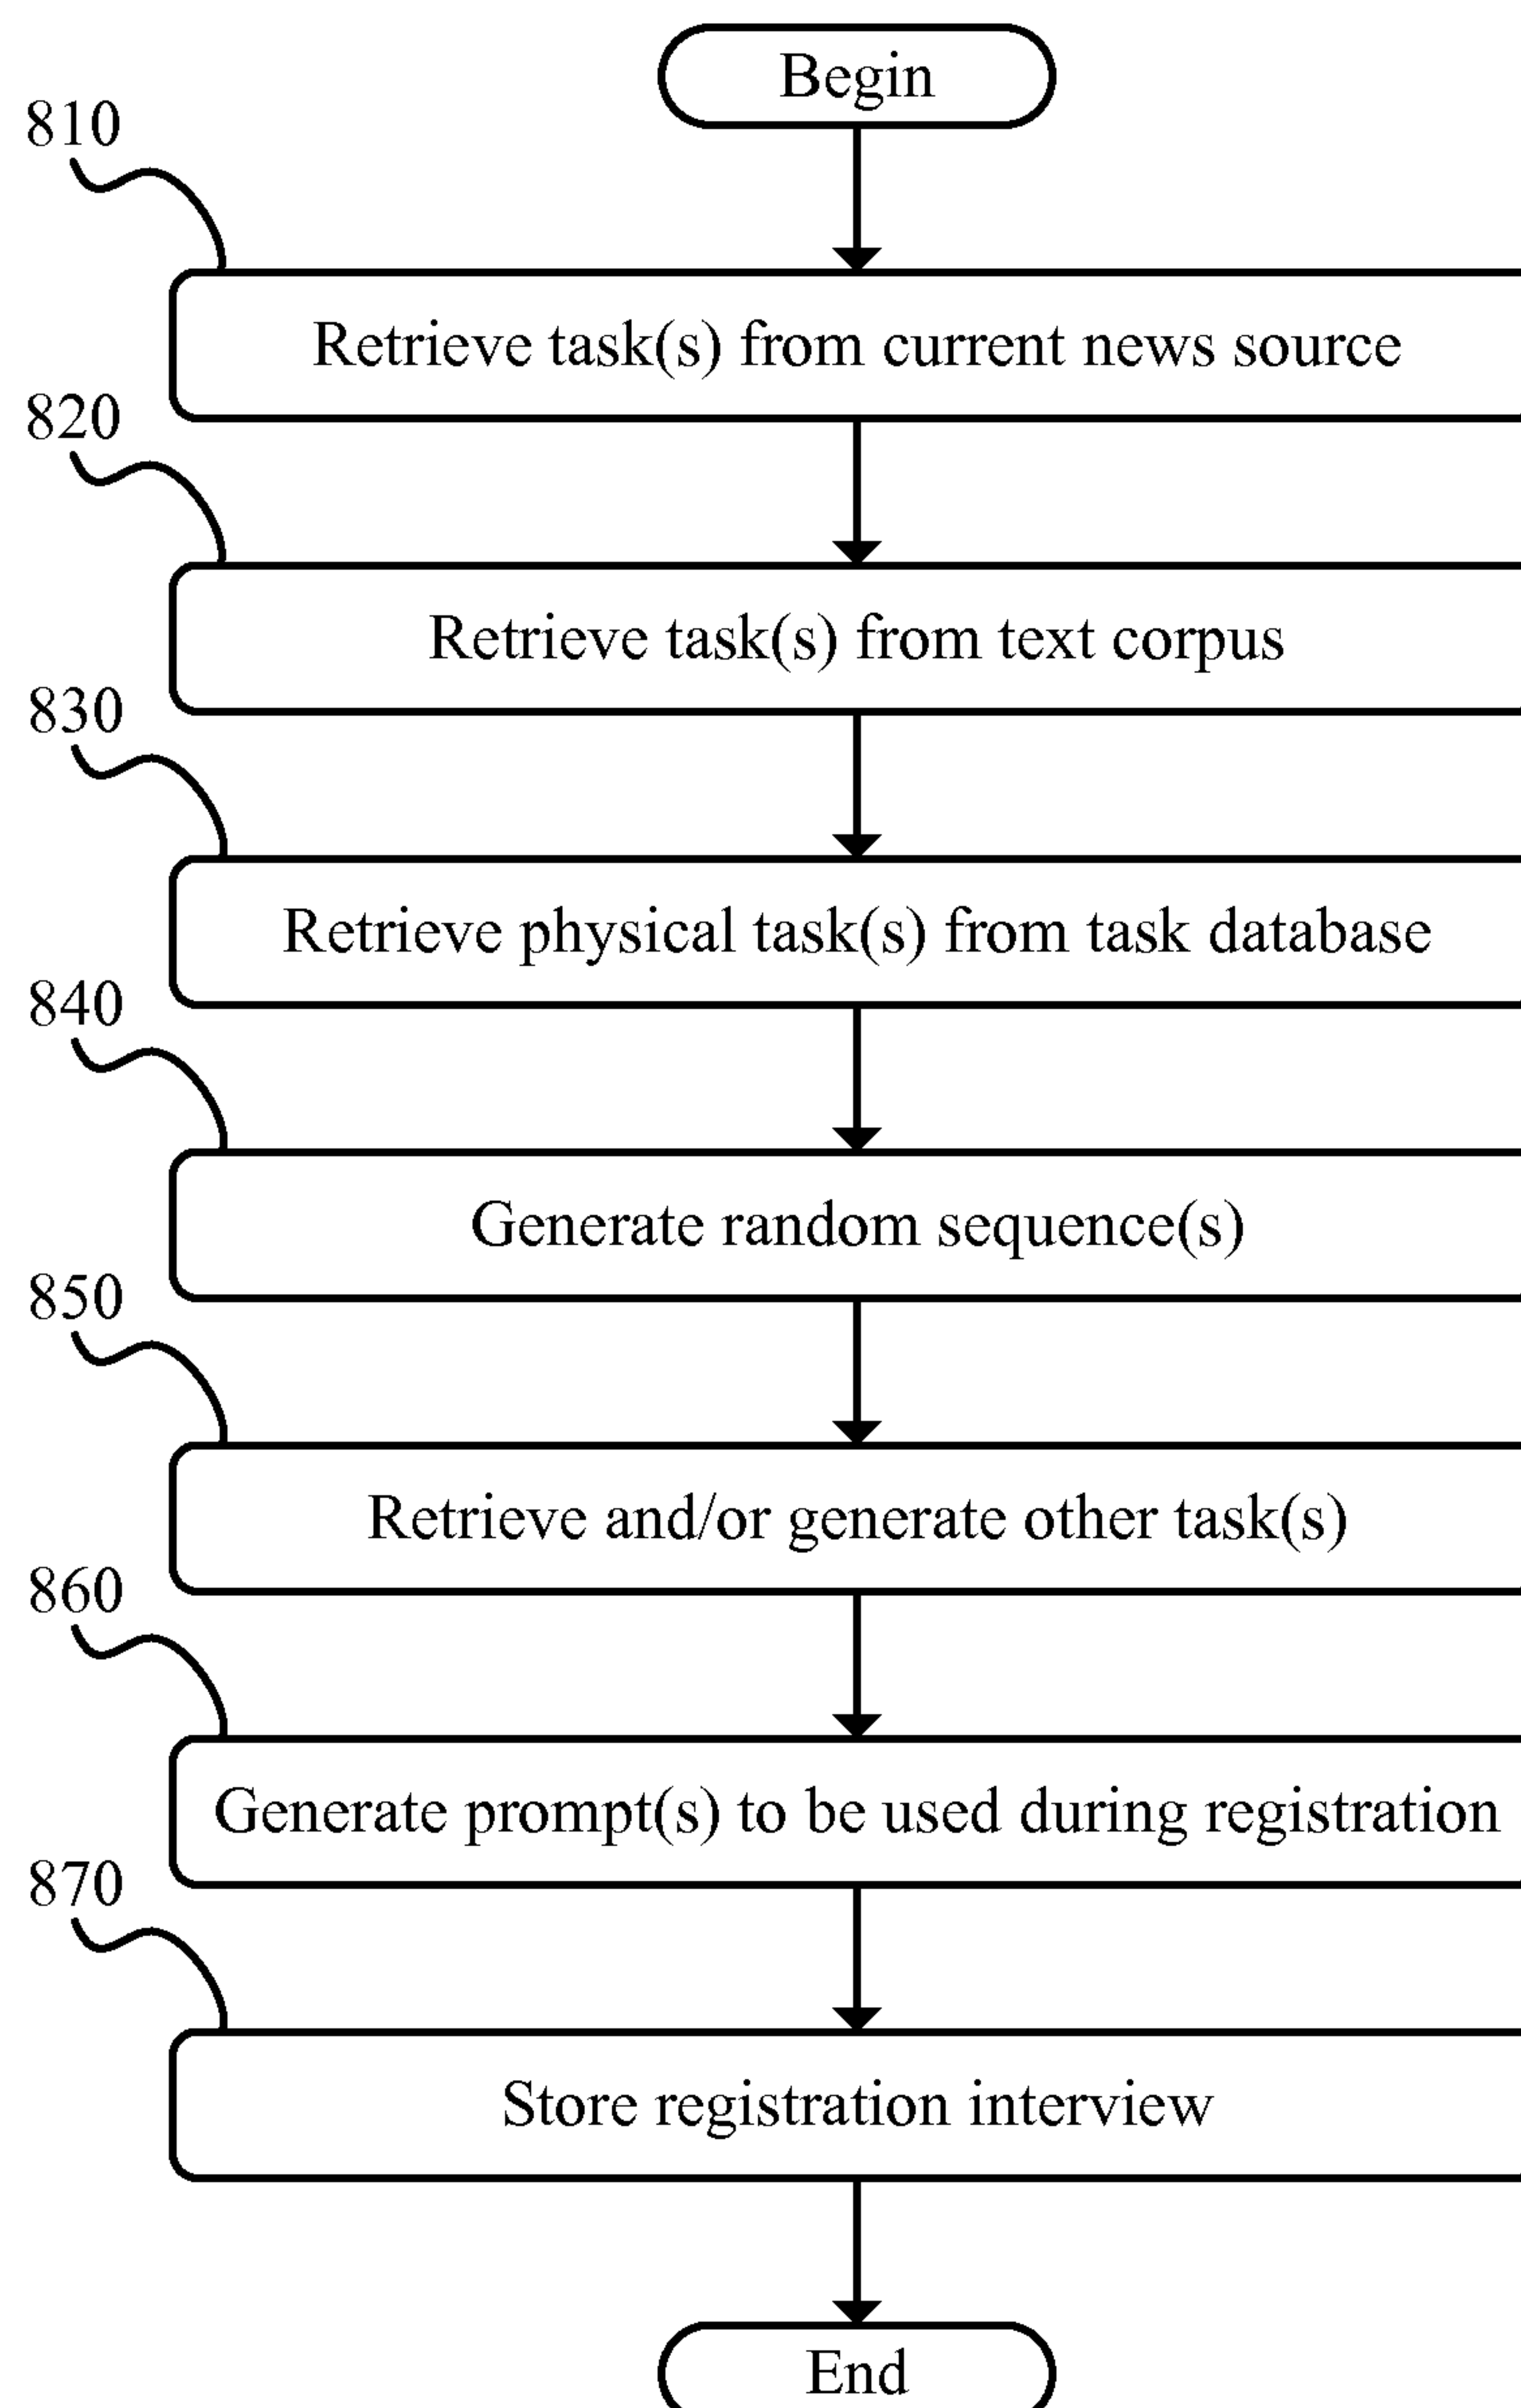 Begin
810
Retrieve task(s) from current news source
820
Retrieve task(s) from text corpus
830
Retrieve physical task(s) from task database
840
Generate random sequence(s)
850
Retrieve and/or generate other task(s)
860
Generate prompt(s) to be used during registration
870
Store registration interview
End